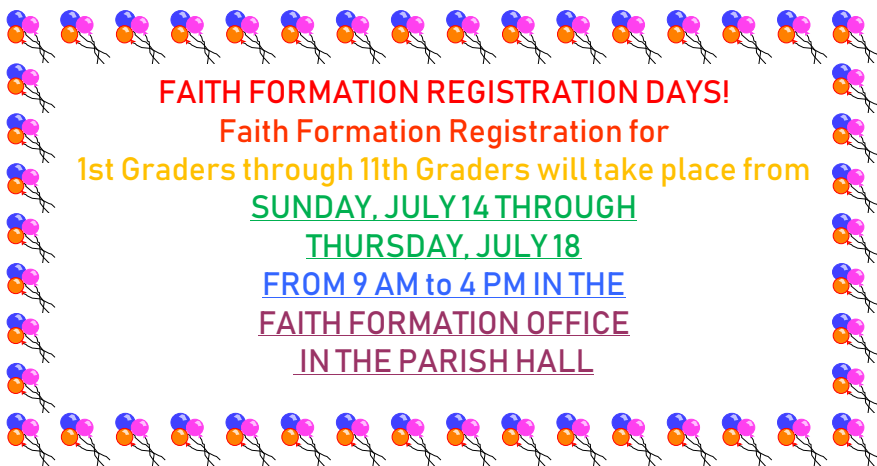 FAITH FORMATION REGISTRATION DAYS!
Faith Formation Registration for
1st Graders through 11th Graders will take place from
SUNDAY, JULY 14 THROUGH
THURSDAY, JULY 18
FROM 9 AM to 4 PM IN THE
FAITH FORMATION OFFICE
IN THE PARISH HALL